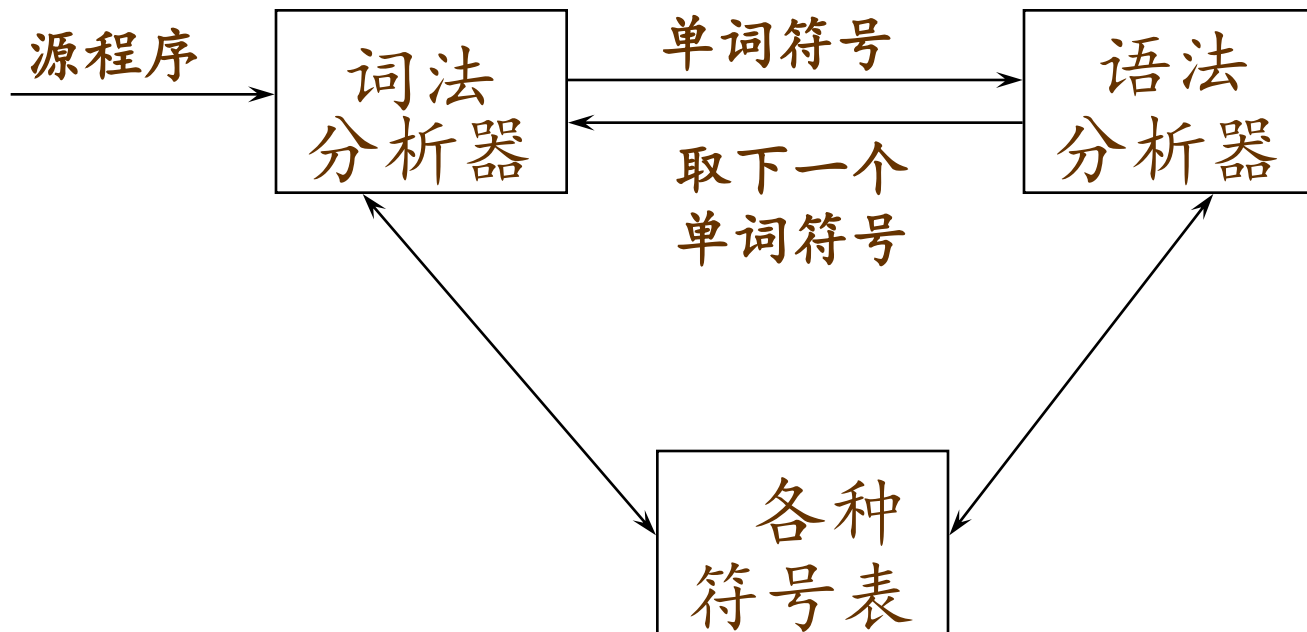 源程序
词法
分析器
单词符号
取下一个
单词符号
语法
分析器
各种
符号表